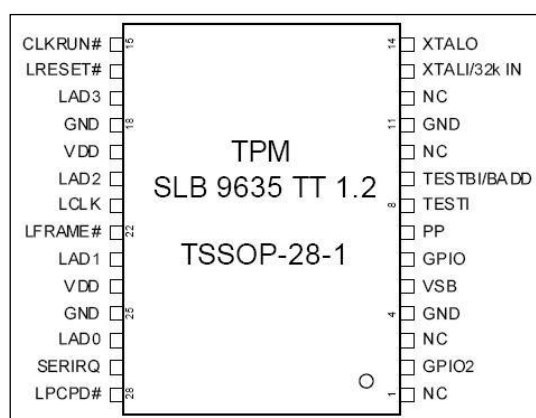 CLKRUN# 15 14 XTALO
LRESET# XTALI/32k IN
LAD3 NC
GND 18 11 GND
VDD NC
TPM
LAD2 TESTBI/BADD
SLB 9635 TT 1.2
LCLK 8 TESTI
LFRAME# 22 PP
TSSOP-28-1
LAD1 GPIO
VDD VSB
GND 25 4 GND
LAD0 NC
SERIRQ GPIO2
LPCPD# 28 1 NC